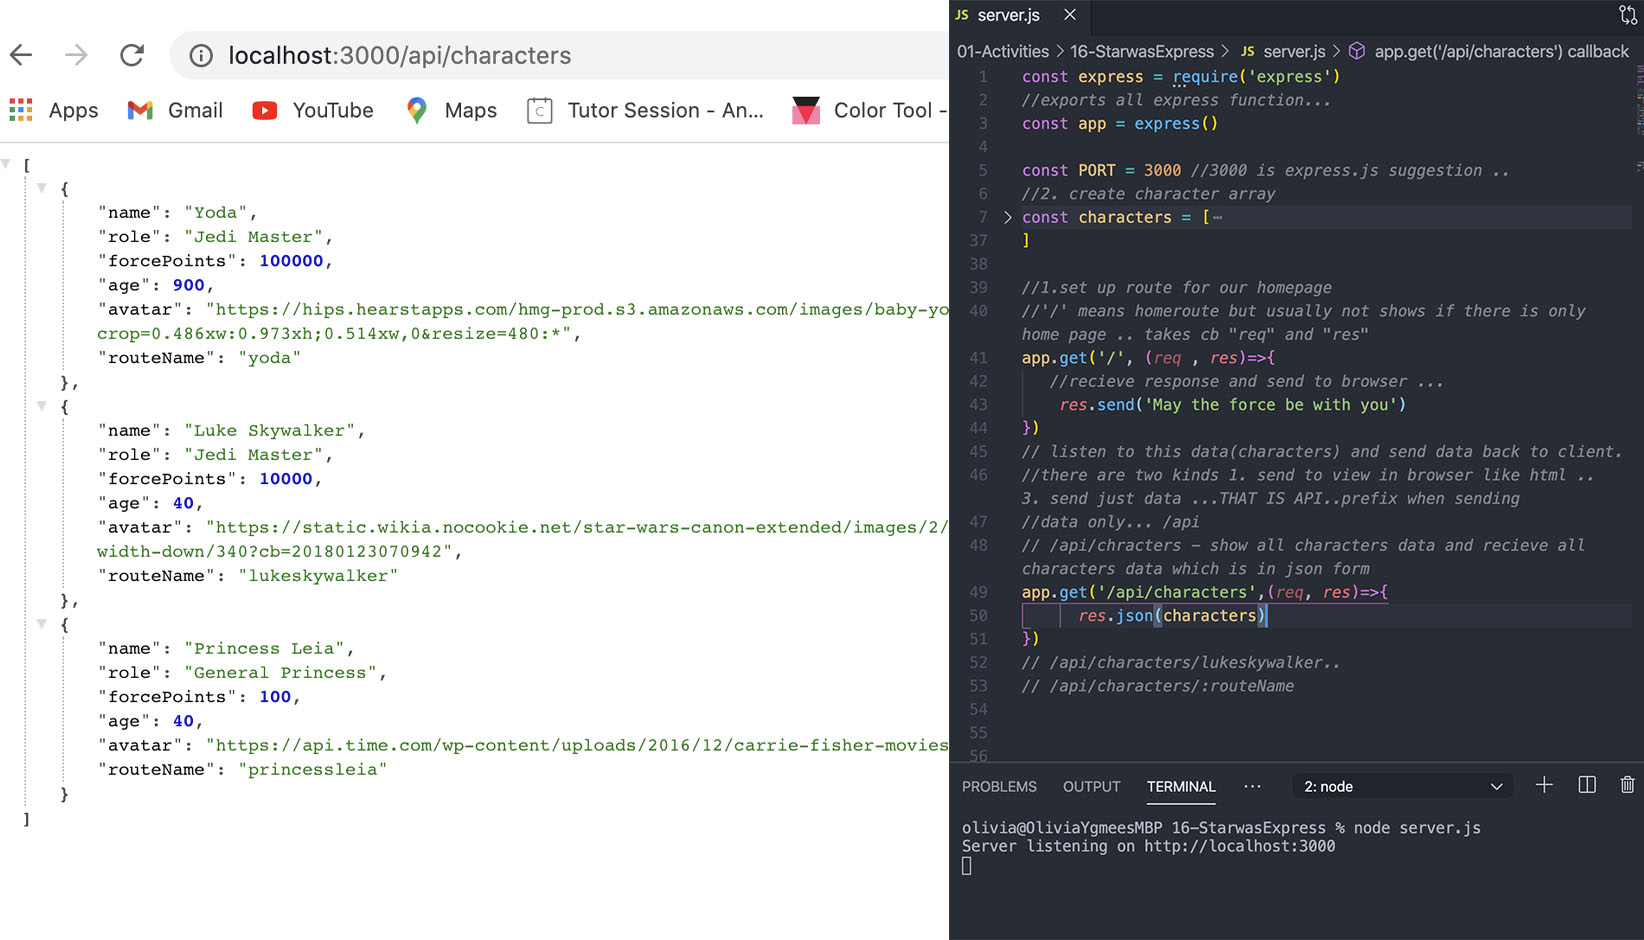 localhost:3000/api/characters
Apps Gmail YouTube Maps Tutor Session - An... Color Tool -
[
{
"name": "Yoda",
"role": "Jedi Master",
"forcePoints": 100000,
"age": 900,
"avatar": "https://hips.hearstapps.com/hmg-prod.s3.amazonaws.com/images/baby-yo
crop=0.486xw:0.973xh;0.514xw,0&resize=480:*",
"routeName": "yoda"
},
{
"name": "Luke Skywalker",
"role": "Jedi Master",
"forcePoints": 10000,
"age": 40,
"avatar": "https://static.wikia.nocookie.net/star-wars-canon-extended/images/2/
width-down/340?cb=20180123070942",
"routeName": "lukeskywalker"
},
{
"name": "Princess Leia",
"role": "General Princess",
"forcePoints": 100,
"age": 40,
"avatar": "https://api.time.com/wp-content/uploads/2016/12/carrie-fisher-movies
"routeName": "princessleia"
}
]
JS server.js
01-Activities > 16-StarwasExpress > JS server.js > app.get('/api/characters') callback
1 const express = require('express')
2 //exports all express function...
3 const app = express()
4
5 const PORT = 3000 //3000 is express.js suggestion ..
6 //2. create character array
7 const characters = [⋯
37 ]
38
39 //1.set up route for our homepage
40 //'/' means homeroute but usually not shows if there is only
home page .. takes cb "req" and "res"
41 app.get('/', (req , res)=>{
42 //recieve response and send to browser ...
43 res.send('May the force be with you')
44 })
45 // listen to this data(characters) and send data back to client.
46 //there are two kinds 1. send to view in browser like html ..
3. send just data ...THAT IS API..prefix when sending
47 //data only... /api
48 // /api/chracters - show all characters data and recieve all
characters data which is in json form
49 app.get('/api/characters',(req, res)=>{
50 res.json(characters)
51 })
52 // /api/characters/lukeskywalker..
53 // /api/characters/:routeName
54
55
56
PROBLEMS OUTPUT TERMINAL ... 2: node
olivia@OliviaYgmeesMBP 16-StarwasExpress % node server.js
Server listening on http://localhost:3000